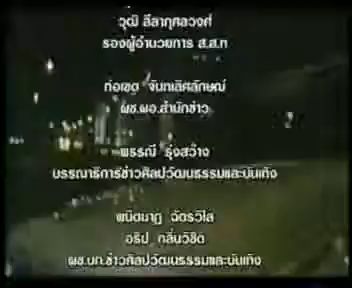 วุฒิ ลีลากุศลวงศ์
รองผู้อำนวยการ ส.ส.ท
ก่อเขต จันทเลิศลักษณ์
ผช.ผอ.สำนักข่าว
พรรณี รุ่งสว่าง
บรรณาธิการข่าวศิลปวัฒนธรรมและบันเทิง
พนิตนาฏ ฉัตรวิไล
อธิป กลิ่นวิชิต
ผช.บก.ข่าวศิลปวัฒนธรรมและบันเทิง